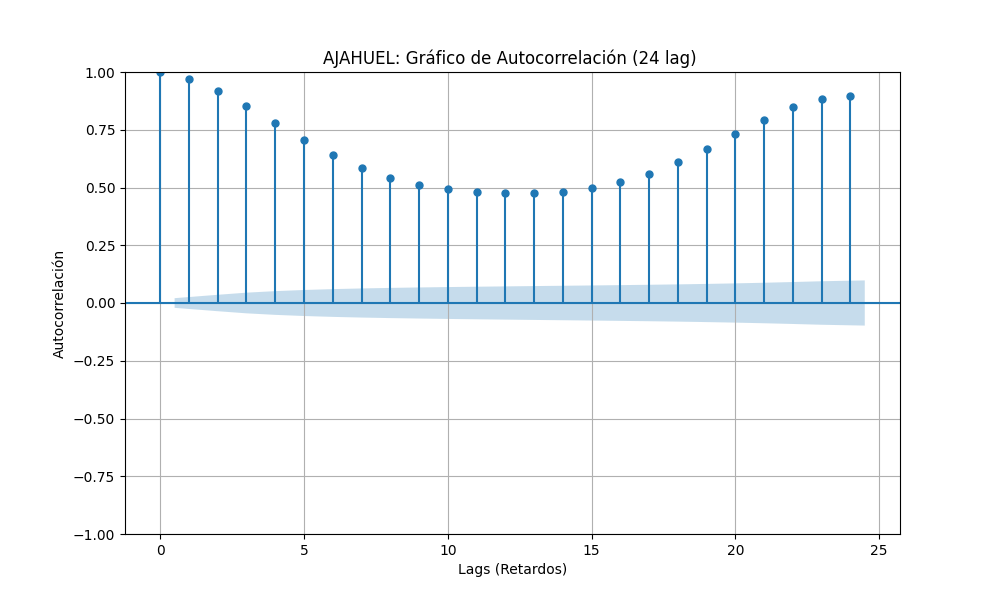 AJAHUEL: Gráfico de Autocorrelación (24 lag)
1.00
0.75
0.50
0.25
0.00
−0.25
−0.50
−0.75
−1.00
Autocorrelación
0 5 10 15 20 25
Lags (Retardos)